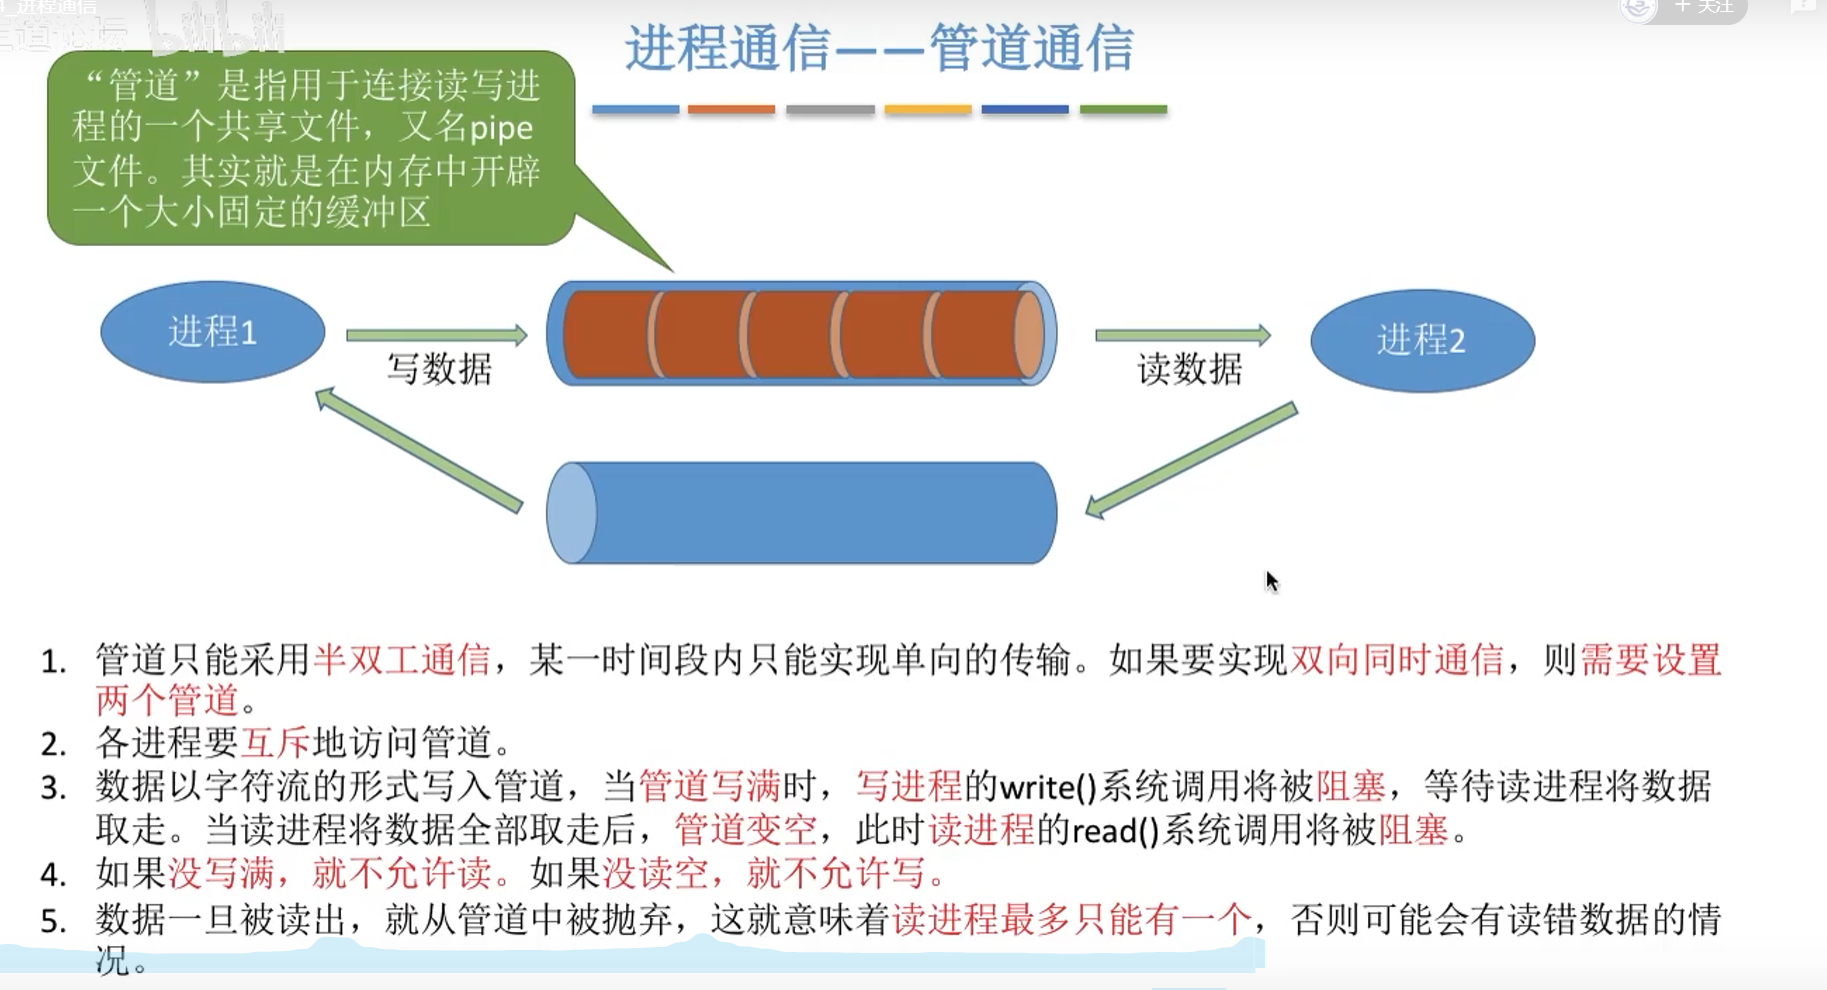 4_进程通信
bilibili
+ 关注
进程通信——管道通信
“管道”是指用于连接读写进
程的一个共享文件，又名pipe
文件。其实就是在内存中开辟
一个大小固定的缓冲区
进程1
写数据
读数据
进程2
1. 管道只能采用半双工通信，某一时间段内只能实现单向的传输。如果要实现双向同时通信，则需要设置
两个管道。
2. 各进程要互斥地访问管道。
3. 数据以字符流的形式写入管道，当管道写满时，写进程的write()系统调用将被阻塞，等待读进程将数据
取走。当读进程将数据全部取走后，管道变空，此时读进程的read()系统调用将被阻塞。
4. 如果没写满，就不允许读。如果没读空，就不允许写。
5. 数据一旦被读出，就从管道中被抛弃，这就意味着读进程最多只能有一个，否则可能会有读错数据的情
况。